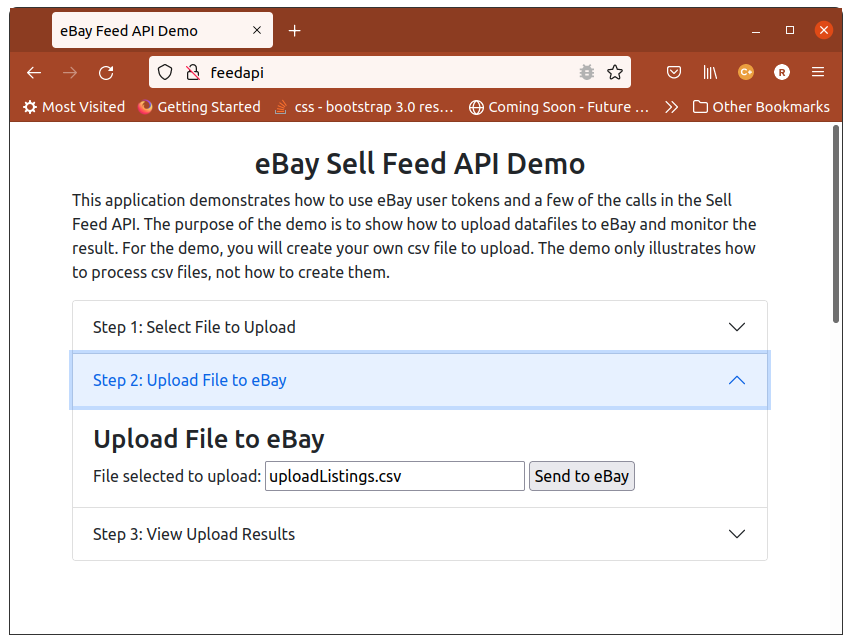 eBay Feed API Demo
feedapi
C+
R
Most Visited
Getting Started
css - bootstrap 3.0 res…
Coming Soon - Future …
Other Bookmarks
eBay Sell Feed API Demo
This application demonstrates how to use eBay user tokens and a few of the calls in the Sell
Feed API. The purpose of the demo is to show how to upload datafiles to eBay and monitor the
result. For the demo, you will create your own csv file to upload. The demo only illustrates how
to process csv files, not how to create them.
Step 1: Select File to Upload
Step 2: Upload File to eBay
Upload File to eBay
File selected to upload: uploadListings.csv Send to eBay
Step 3: View Upload Results